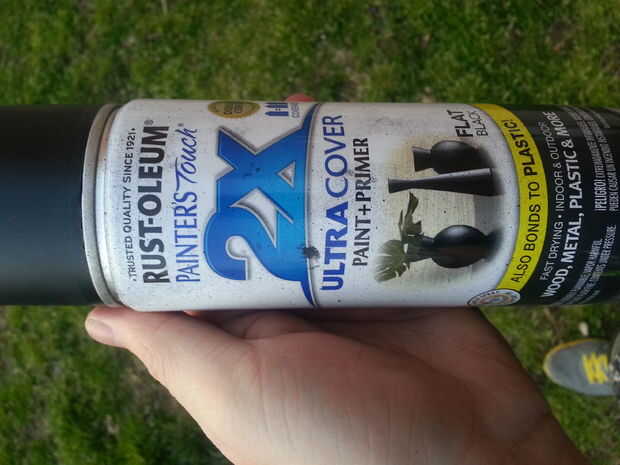 TRUSTED QUALITY SINCE 1921
RUST-OLEUM®
PAINTER'S Touch®
2X
ULTRA COVER
PAINT+PRIMER
FLAT
BLACK
ALSO BONDS TO PLASTIC!
FAST DRYING • INDOOR & OUTDOOR
WOOD, METAL, PLASTIC & MORE
¡PELIGRO!